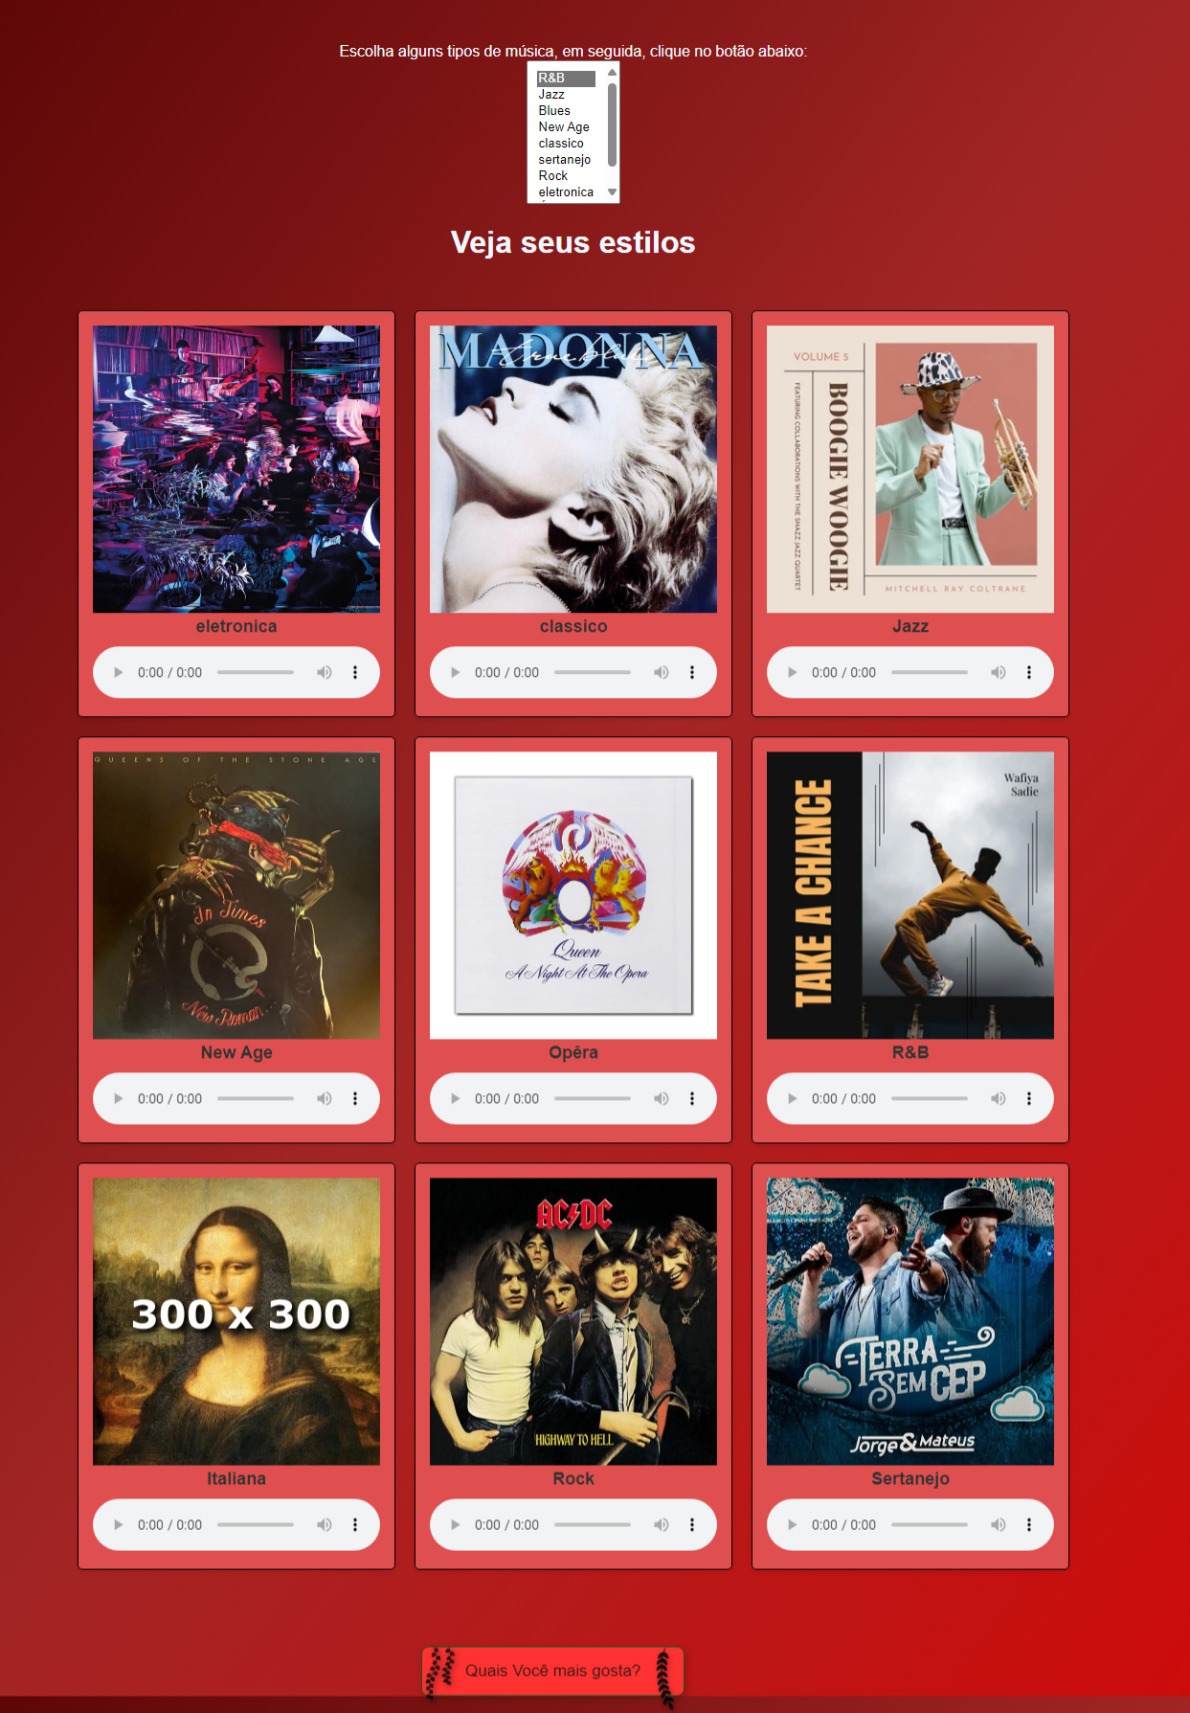 Escolha alguns tipos de música, em seguida, clique no botão abaixo:
R&B
Jazz
Blues
New Age
classico
sertanejo
Rock
eletronica
Veja seus estilos
MADONNA
true blue
VOLUME 5
FEATURING COLLABORATIONS WITH THE SNAZZ JAZZ QUARTET
BOOGIE WOOGIE
MITCHELL RAY COLTRANE
eletronica
classico
Jazz
0:00 / 0:00
0:00 / 0:00
0:00 / 0:00
QUEENS OF THE STONE AGE
In Times
New Roman...
Queen
A Night At The Opera
TAKE A CHANCE
Wafiya
Sadie
New Age
Opéra
R&B
0:00 / 0:00
0:00 / 0:00
0:00 / 0:00
300 x 300
AC/DC
HIGHWAY TO HELL
TERRA
SEM CEP
Jorge & Mateus
Italiana
Rock
Sertanejo
0:00 / 0:00
0:00 / 0:00
0:00 / 0:00
Quais Você mais gosta?